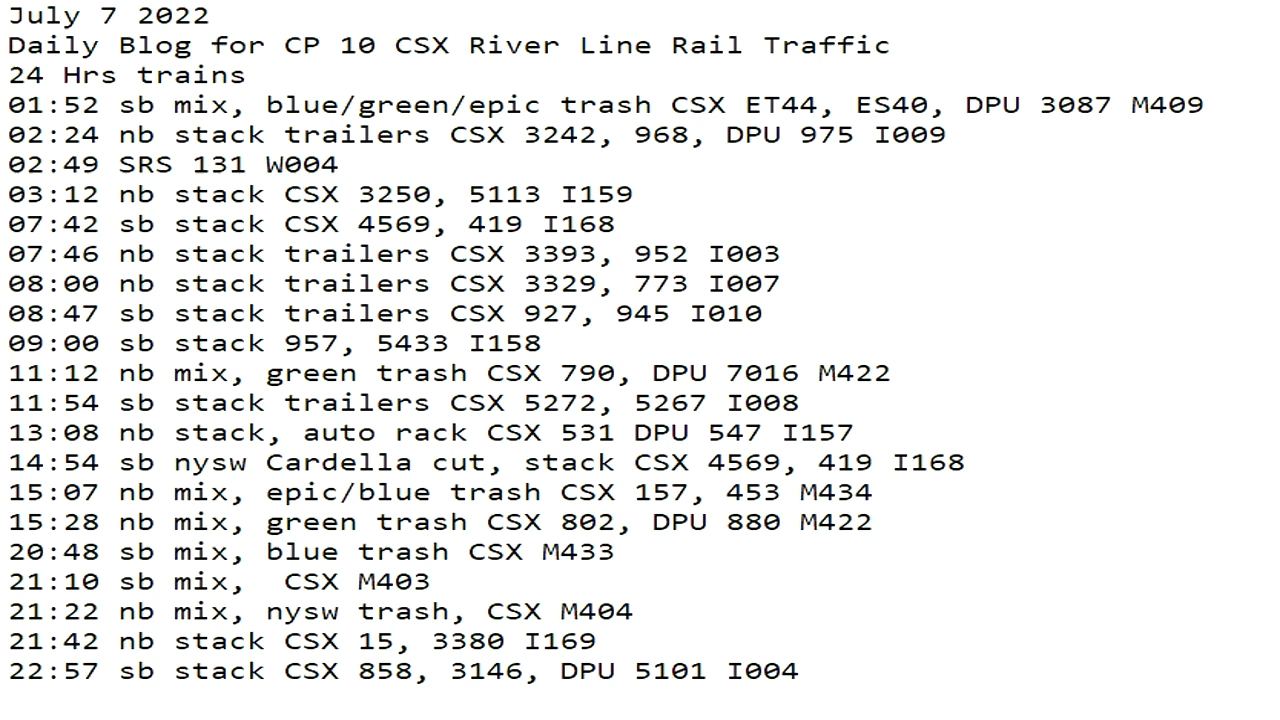 July 7 2022
Daily Blog for CP 10 CSX River Line Rail Traffic
24 Hrs trains
01:52 sb mix, blue/green/epic trash CSX ET44, ES40, DPU 3087 M409
02:24 nb stack trailers CSX 3242, 968, DPU 975 I009
02:49 SRS 131 W004
03:12 nb stack CSX 3250, 5113 I159
07:42 sb stack CSX 4569, 419 I168
07:46 nb stack trailers CSX 3393, 952 I003
08:00 nb stack trailers CSX 3329, 773 I007
08:47 sb stack trailers CSX 927, 945 I010
09:00 sb stack 957, 5433 I158
11:12 nb mix, green trash CSX 790, DPU 7016 M422
11:54 sb stack trailers CSX 5272, 5267 I008
13:08 nb stack, auto rack CSX 531 DPU 547 I157
14:54 sb nysw Cardella cut, stack CSX 4569, 419 I168
15:07 nb mix, epic/blue trash CSX 157, 453 M434
15:28 nb mix, green trash CSX 802, DPU 880 M422
20:48 sb mix, blue trash CSX M433
21:10 sb mix,  CSX M403
21:22 nb mix, nysw trash, CSX M404
21:42 nb stack CSX 15, 3380 I169
22:57 sb stack CSX 858, 3146, DPU 5101 I004